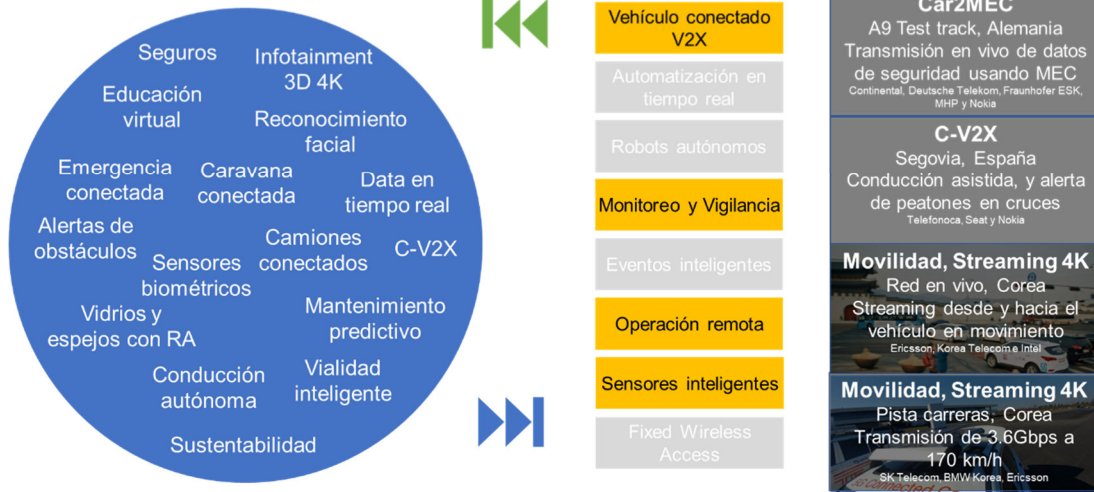 Seguros
Infotainment
3D 4K
Educación
virtual
Reconocimiento
facial
Emergencia
conectada
Caravana
conectada
Data en
tiempo real
Alertas de
obstáculos
Camiones
conectados
C-V2X
Sensores
biométricos
Vidrios y
espejos con RA
Mantenimiento
predictivo
Conducción
autónoma
Vialidad
inteligente
Sustentabilidad
Vehículo conectado
V2X
Automatización en
tiempo real
Robots autónomos
Monitoreo y Vigilancia
Eventos inteligentes
Operación remota
Sensores inteligentes
Fixed Wireless
Access
Car2MEC
A9 Test track, Alemania
Transmisión en vivo de datos
de seguridad usando MEC
Continental, Deutsche Telekom, Fraunhofer ESK,
MHP y Nokia
C-V2X
Segovia, España
Conducción asistida, y alerta
de peatones en cruces
Telefonoca, Seat y Nokia
Movilidad, Streaming 4K
Red en vivo, Corea
Streaming desde y hacia el
vehículo en movimiento
Ericsson, Korea Telecom e Intel
Movilidad, Streaming 4K
Pista carreras, Corea
Transmisión de 3.6Gbps a
170 km/h
SK Telecom, BMW Korea, Ericsson